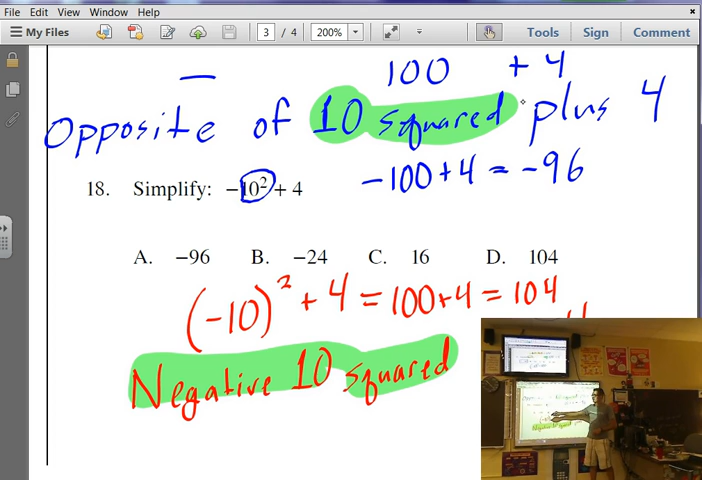 File Edit View Window Help
My Files 3 / 4 200% Tools Sign Comment
— 100 + 4
Opposite of 10 squared plus 4
18. Simplify: −10² + 4 -100+4 = -96
A. −96 B. −24 C. 16 D. 104
(-10)² + 4 = 100+4 = 104
Negative 10 squared